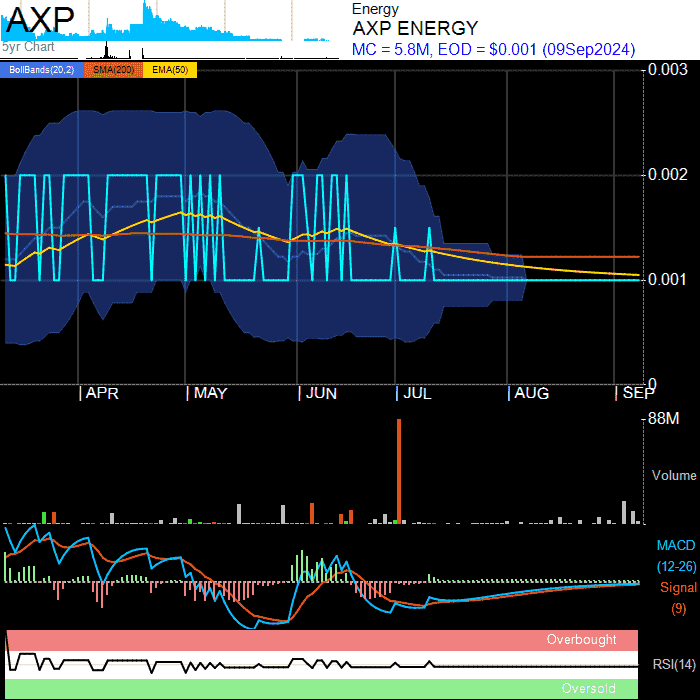 AXP
5yr Chart
Energy
AXP ENERGY
MC = 5.8M, EOD = $0.001 (09Sep2024)
BollBands(20,2) SMA(200) EMA(50)
0.003
0.002
0.001
0
APR MAY JUN JUL AUG SEP
88M
Volume
MACD
(12-26)
Signal
(9)
Overbought
RSI(14)
Oversold